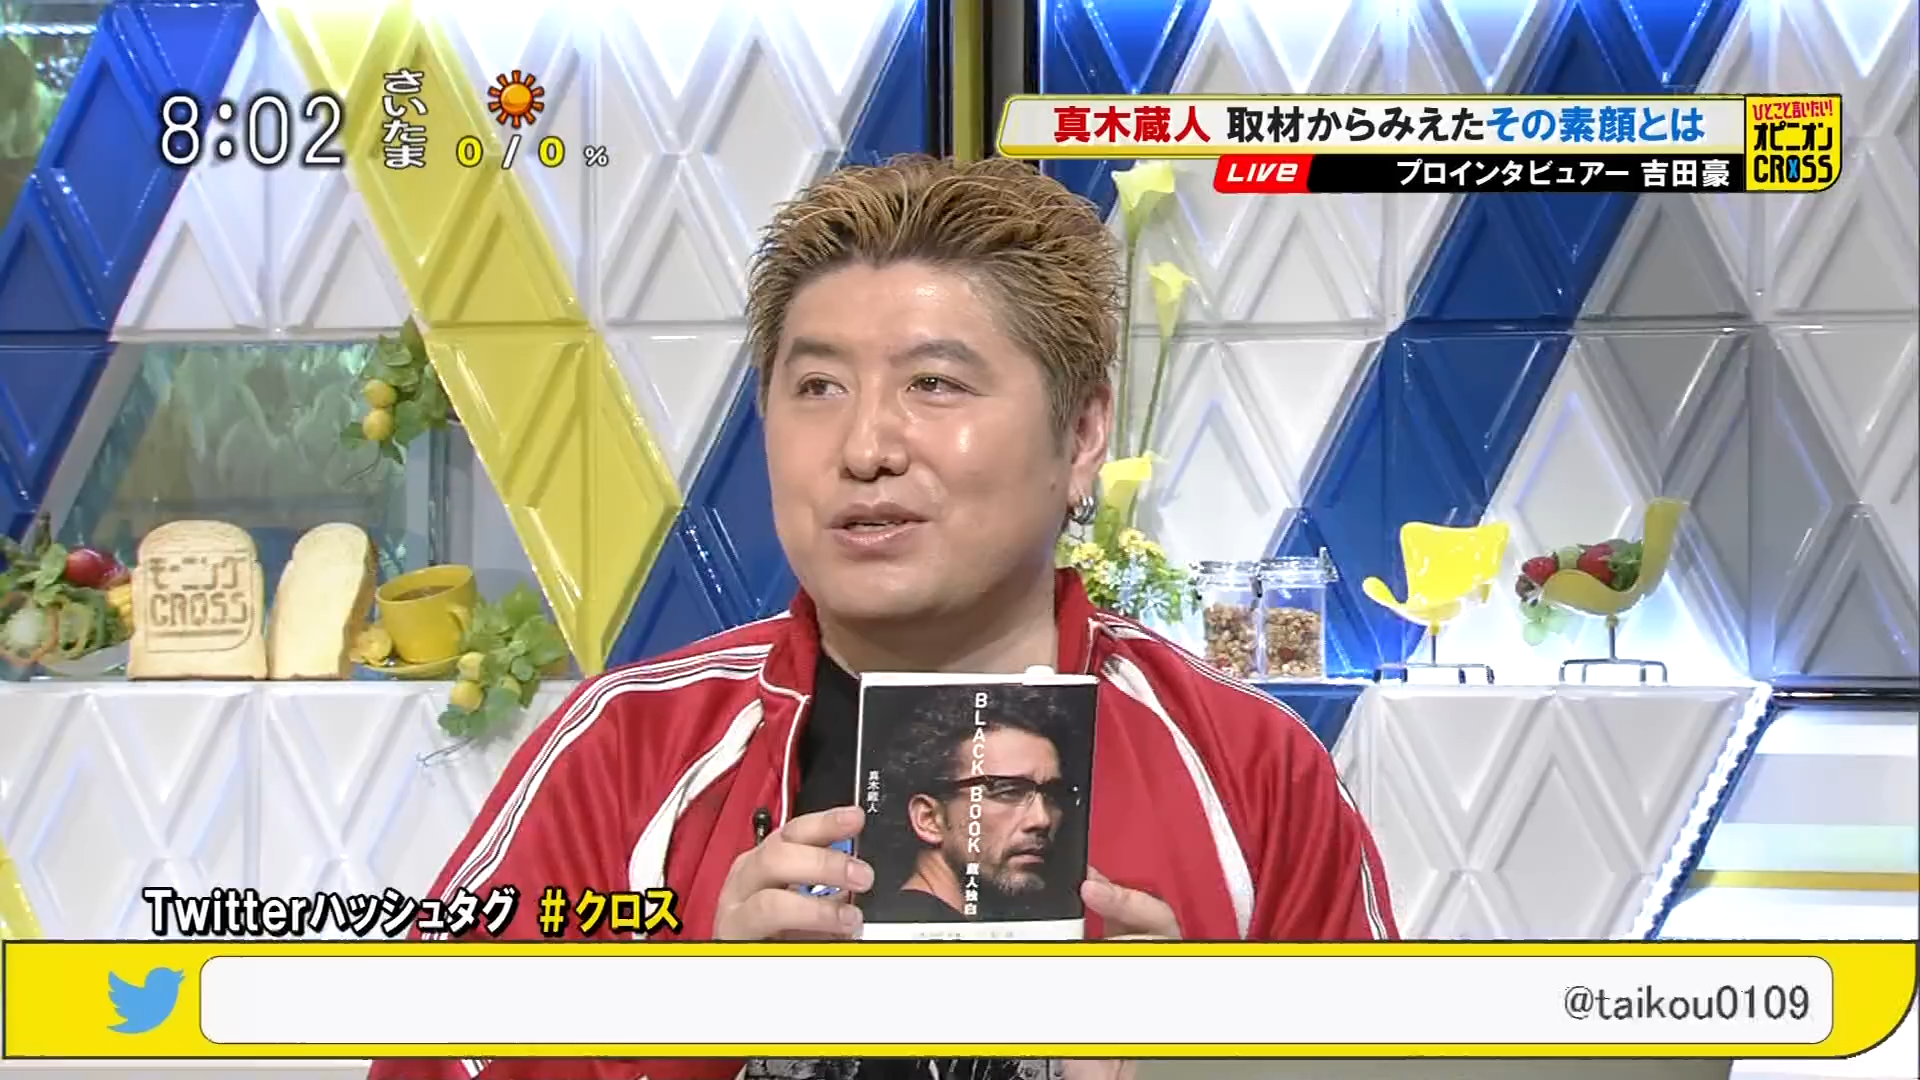 8:02
さいたま
0/0%
真木蔵人 取材からみえたその素顔とは
LIVE
プロインタビュアー 吉田豪
ひとこと言いたい!
オピニオン
CROSS
モーニング
CROSS
BLACK BOOK 蔵人独白
真木蔵人
Twitterハッシュタグ #クロス
@taikou0109